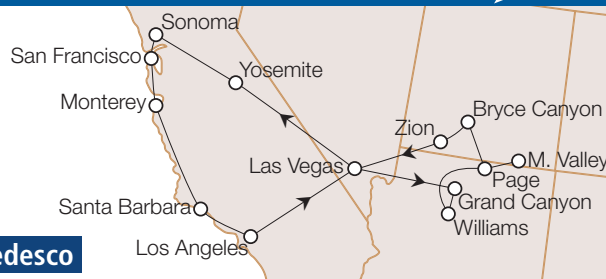 Sonoma
San Francisco
Yosemite
Monterey
Bryce Canyon
Zion
Las Vegas
M. Valley
Page
Grand Canyon
Santa Barbara
Williams
Los Angeles
edesco